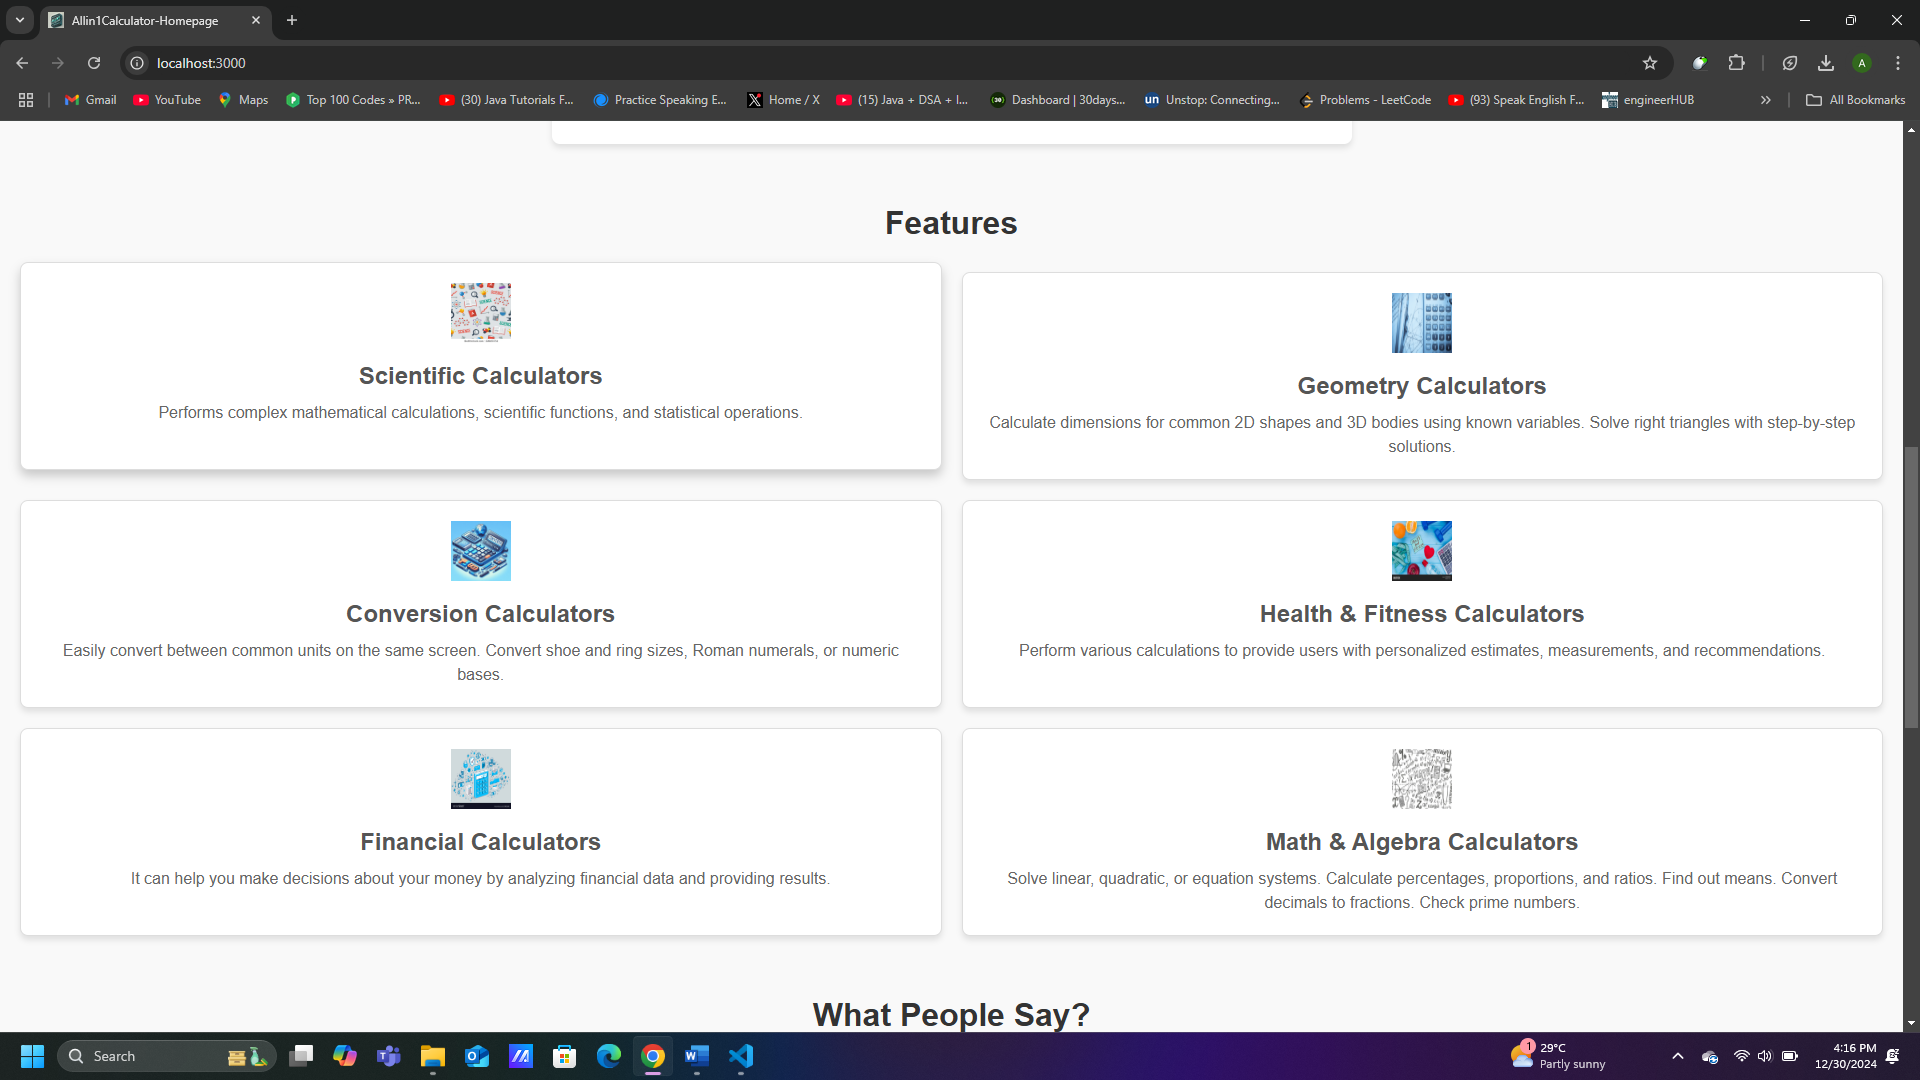 Allin1Calculator-Homepage
localhost:3000
A
Gmail
YouTube
Maps
Top 100 Codes » PR...
(30) Java Tutorials F...
Practice Speaking E...
Home / X
(15) Java + DSA + I...
Dashboard | 30days...
Unstop: Connecting...
Problems - LeetCode
(93) Speak English F...
engineerHUB
All Bookmarks
Features
Scientific Calculators
Performs complex mathematical calculations, scientific functions, and statistical operations.
Geometry Calculators
Calculate dimensions for common 2D shapes and 3D bodies using known variables. Solve right triangles with step-by-step
solutions.
Conversion Calculators
Easily convert between common units on the same screen. Convert shoe and ring sizes, Roman numerals, or numeric
bases.
Health & Fitness Calculators
Perform various calculations to provide users with personalized estimates, measurements, and recommendations.
Financial Calculators
It can help you make decisions about your money by analyzing financial data and providing results.
Math & Algebra Calculators
Solve linear, quadratic, or equation systems. Calculate percentages, proportions, and ratios. Find out means. Convert
decimals to fractions. Check prime numbers.
What People Say?
Search
1
29°C
Partly sunny
4:16 PM
12/30/2024